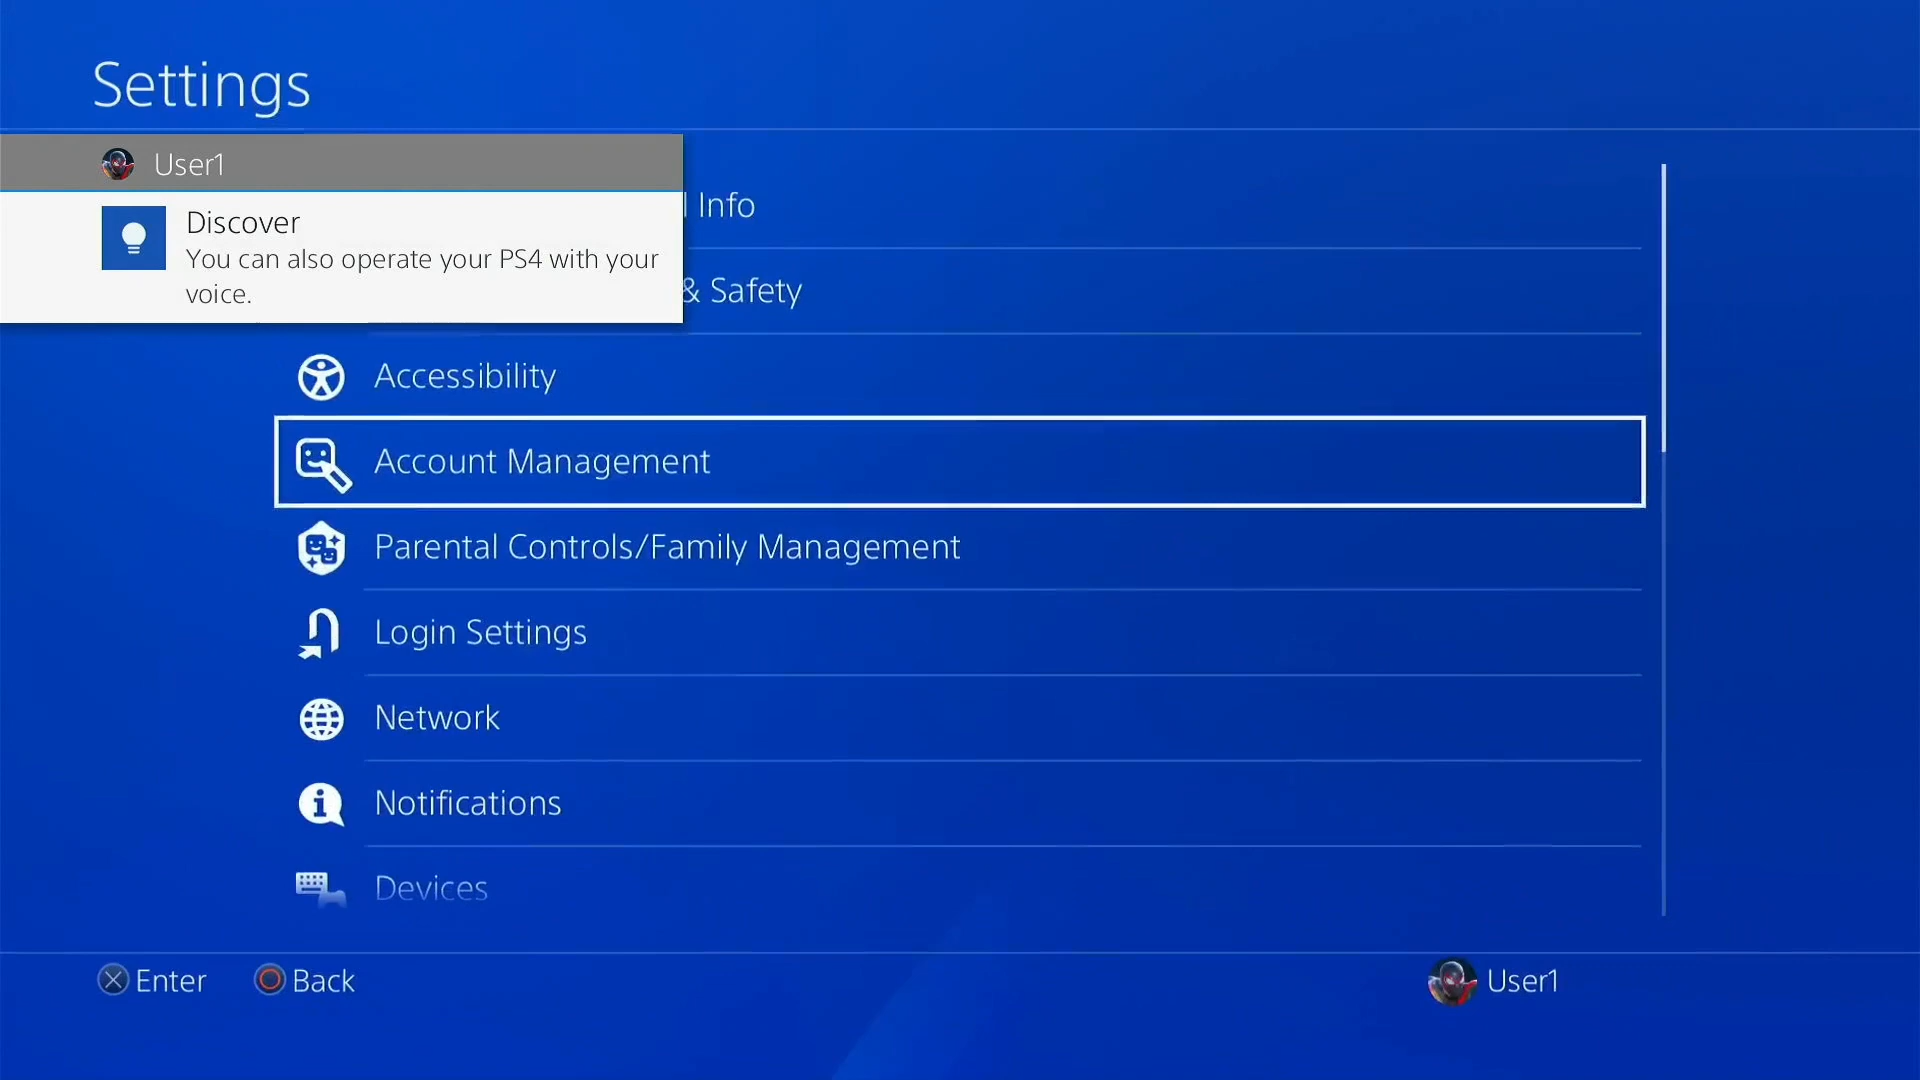 Settings
User1
Discover
You can also operate your PS4 with your
voice.
Info
& Safety
Accessibility
Account Management
Parental Controls/Family Management
Login Settings
Network
Notifications
Devices
Enter
Back
User1